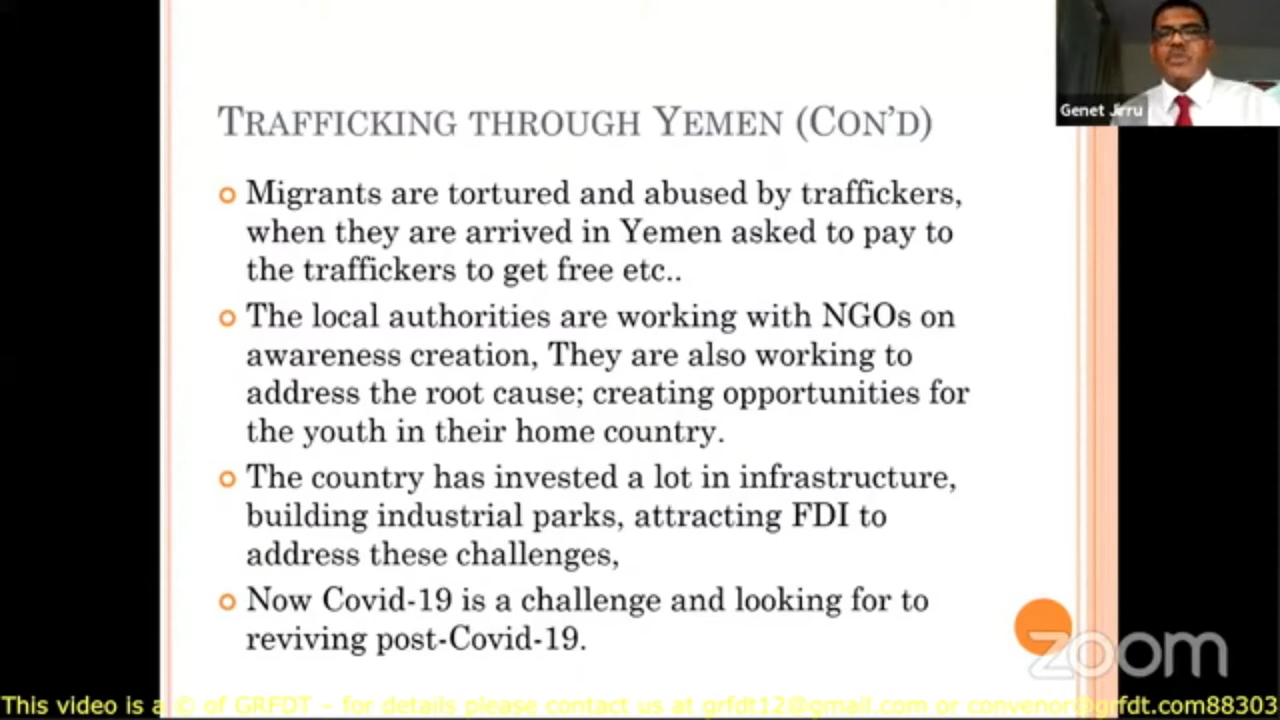 TRAFFICKING THROUGH YEMEN (CON'D)
Genet Jirru
Migrants are tortured and abused by traffickers,
when they are arrived in Yemen asked to pay to
the traffickers to get free etc..
The local authorities are working with NGOs on
awareness creation, They are also working to
address the root cause; creating opportunities for
the youth in their home country.
The country has invested a lot in infrastructure,
building industrial parks, attracting FDI to
address these challenges,
Now Covid-19 is a challenge and looking for to
reviving post-Covid-19.
zoom
This video is a © of GRFDT – for details please contact us at grfdt12@gmail.com or convenor@grfdt.com88303